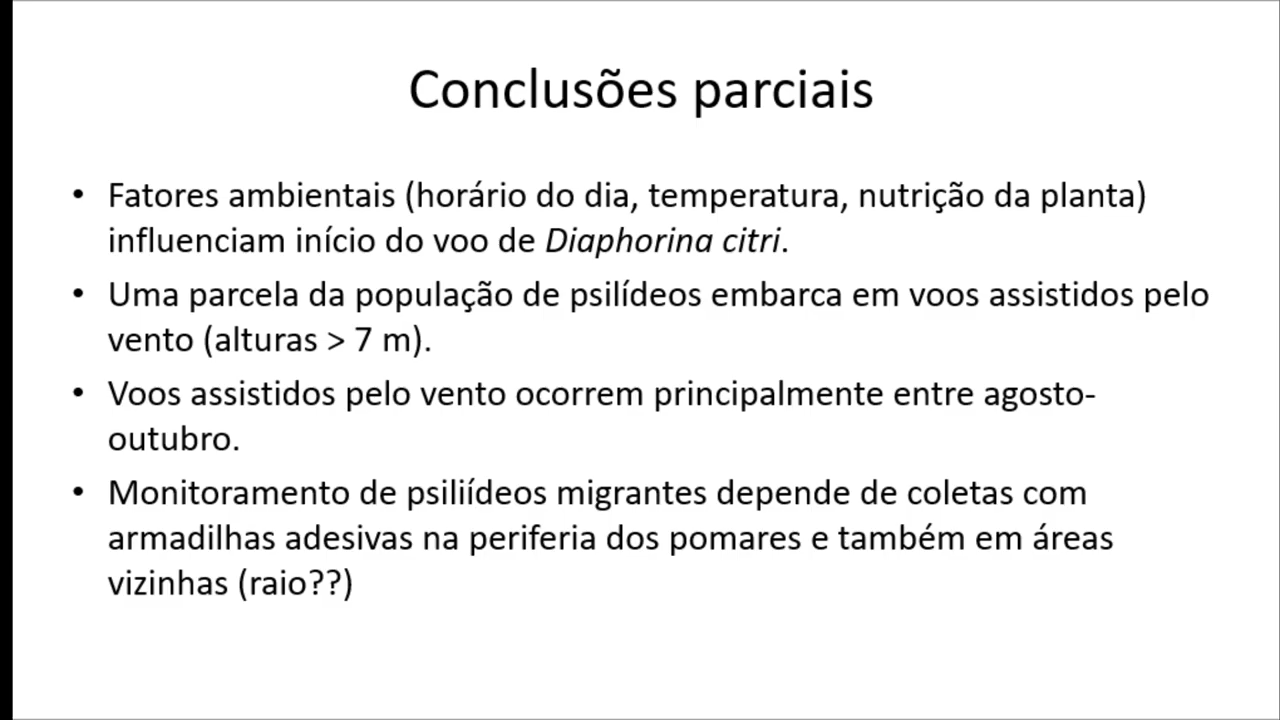 Conclusões parciais
• Fatores ambientais (horário do dia, temperatura, nutrição da planta)
influenciam início do voo de Diaphorina citri.
• Uma parcela da população de psilídeos embarca em voos assistidos pelo
vento (alturas > 7 m).
• Voos assistidos pelo vento ocorrem principalmente entre agosto-
outubro.
• Monitoramento de psiliídeos migrantes depende de coletas com
armadilhas adesivas na periferia dos pomares e também em áreas
vizinhas (raio??)